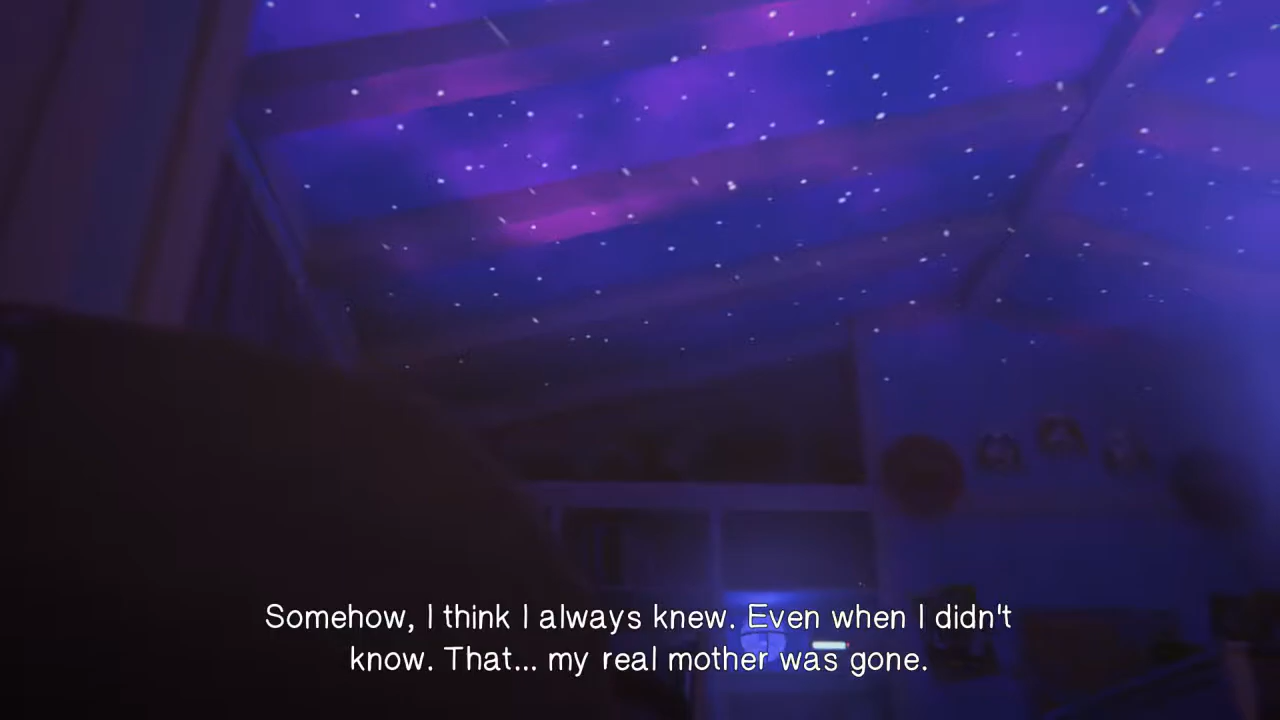 Somehow, I think I always knew. Even when I didn't
know. That... my real mother was gone.